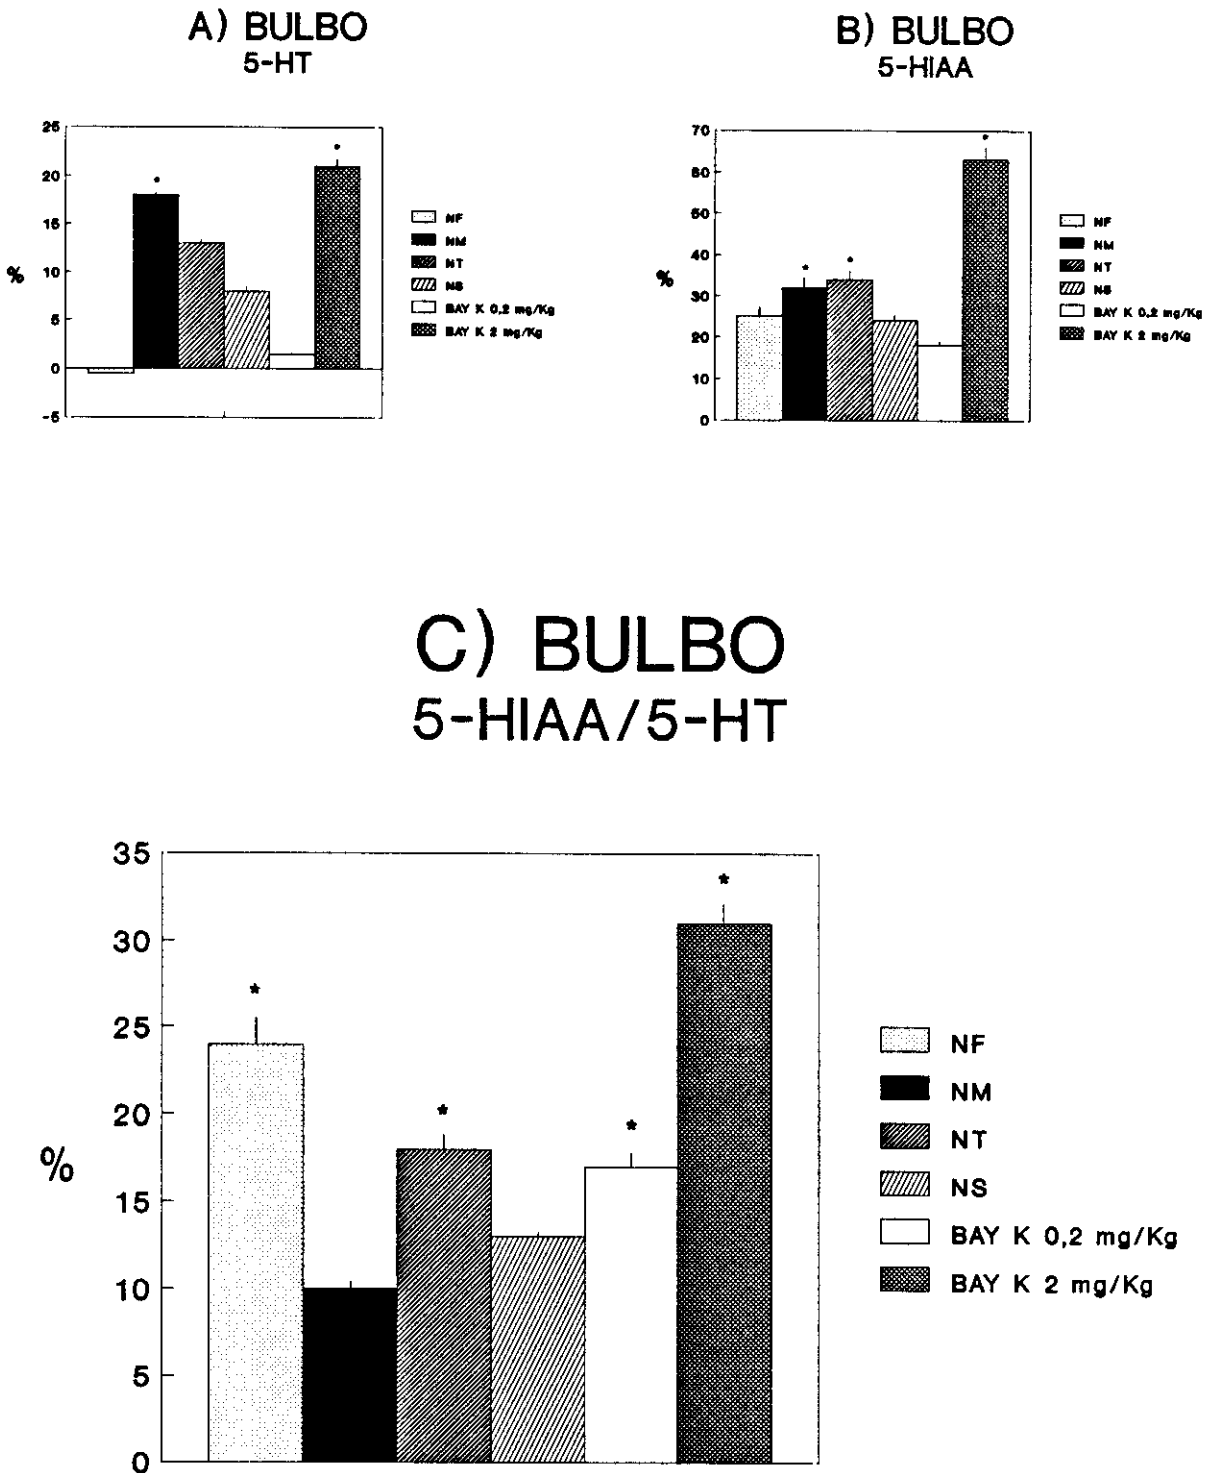 A) BULBO
5-HT
25
20
15
10
5
0
-5
%
*
*
NF
NM
NT
NS
BAY K 0,2 mg/Kg
BAY K 2 mg/Kg
B) BULBO
5-HIAA
70
60
50
40
30
20
10
0
%
*
*
*
NF
NM
NT
NS
BAY K 0,2 mg/Kg
BAY K 2 mg/Kg
C) BULBO
5-HIAA/5-HT
35
30
25
20
15
10
5
0
%
*
*
*
*
NF
NM
NT
NS
BAY K 0,2 mg/Kg
BAY K 2 mg/Kg